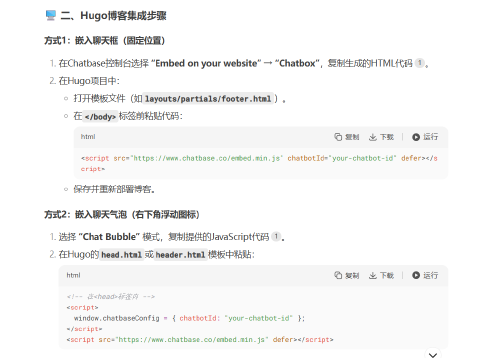 🖥️ 二、Hugo博客集成步骤
方式1：嵌入聊天框（固定位置）
1. 在Chatbase控制台选择 “Embed on your website” → “Chatbox”，复制生成的HTML代码 1 。
2. 在Hugo项目中：
◦ 打开模板文件（如 layouts/partials/footer.html ）。
◦ 在 </body> 标签前粘贴代码：
html 复制 下载 运行
<script src="https://www.chatbase.co/embed.min.js" chatbotId="your-chatbot-id" defer></s
cript>
◦ 保存并重新部署博客。
方式2：嵌入聊天气泡（右下角浮动图标）
1. 选择 “Chat Bubble” 模式，复制提供的JavaScript代码 1 。
2. 在Hugo的 head.html 或 header.html 模板中粘贴：
html 复制 下载 运行
<!-- 在<head>标签内 -->
<script>
window.chatbaseConfig = { chatbotId: "your-chatbot-id" };
</script>
<script src="https://www.chatbase.co/embed.min.js" defer></script>